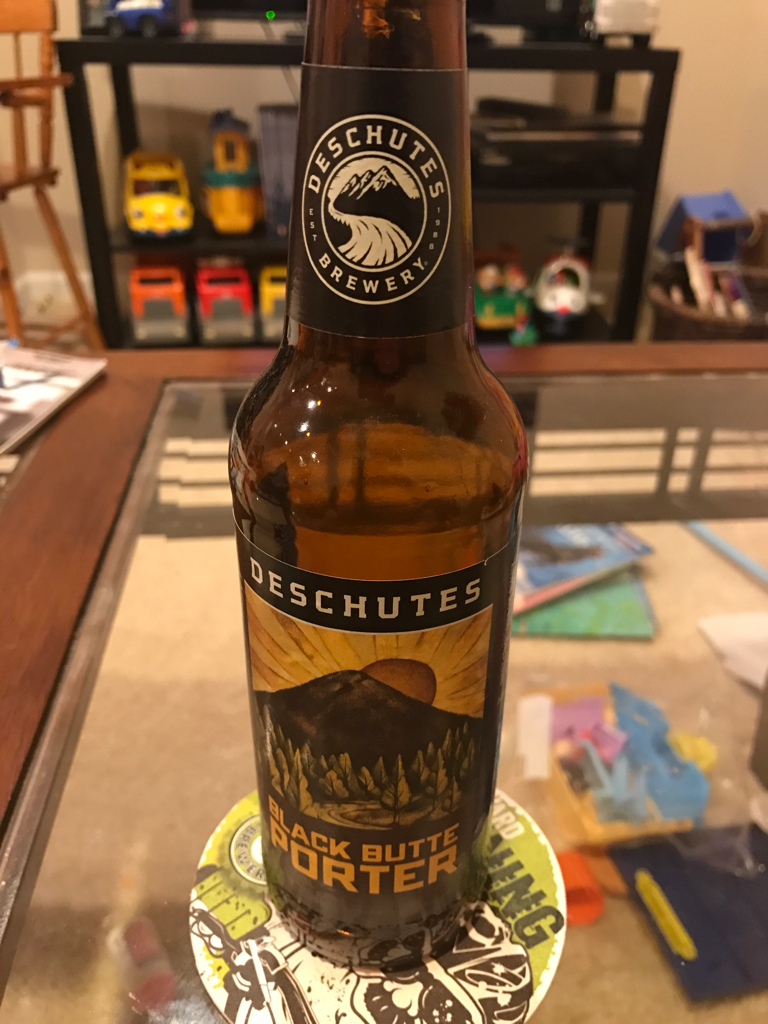 DESCHUTES
EST 1988
BREWERY
DESCHUTES
BLACK BUTTE
PORTER